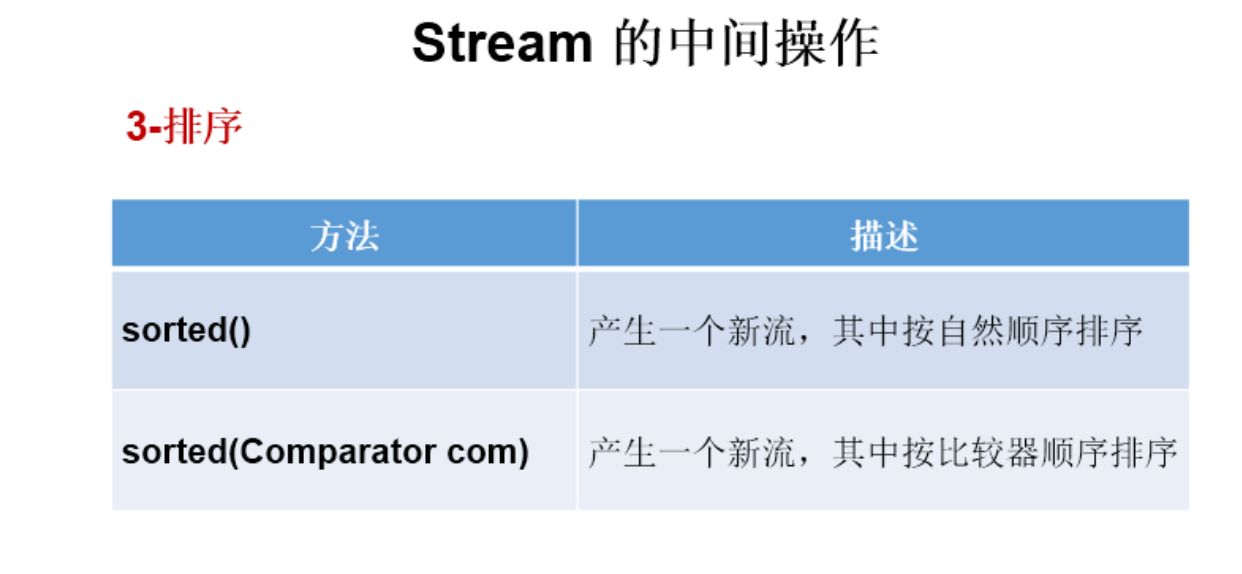 Stream 的中间操作
3-排序
方法 描述
sorted() 产生一个新流，其中按自然顺序排序
sorted(Comparator com) 产生一个新流，其中按比较器顺序排序